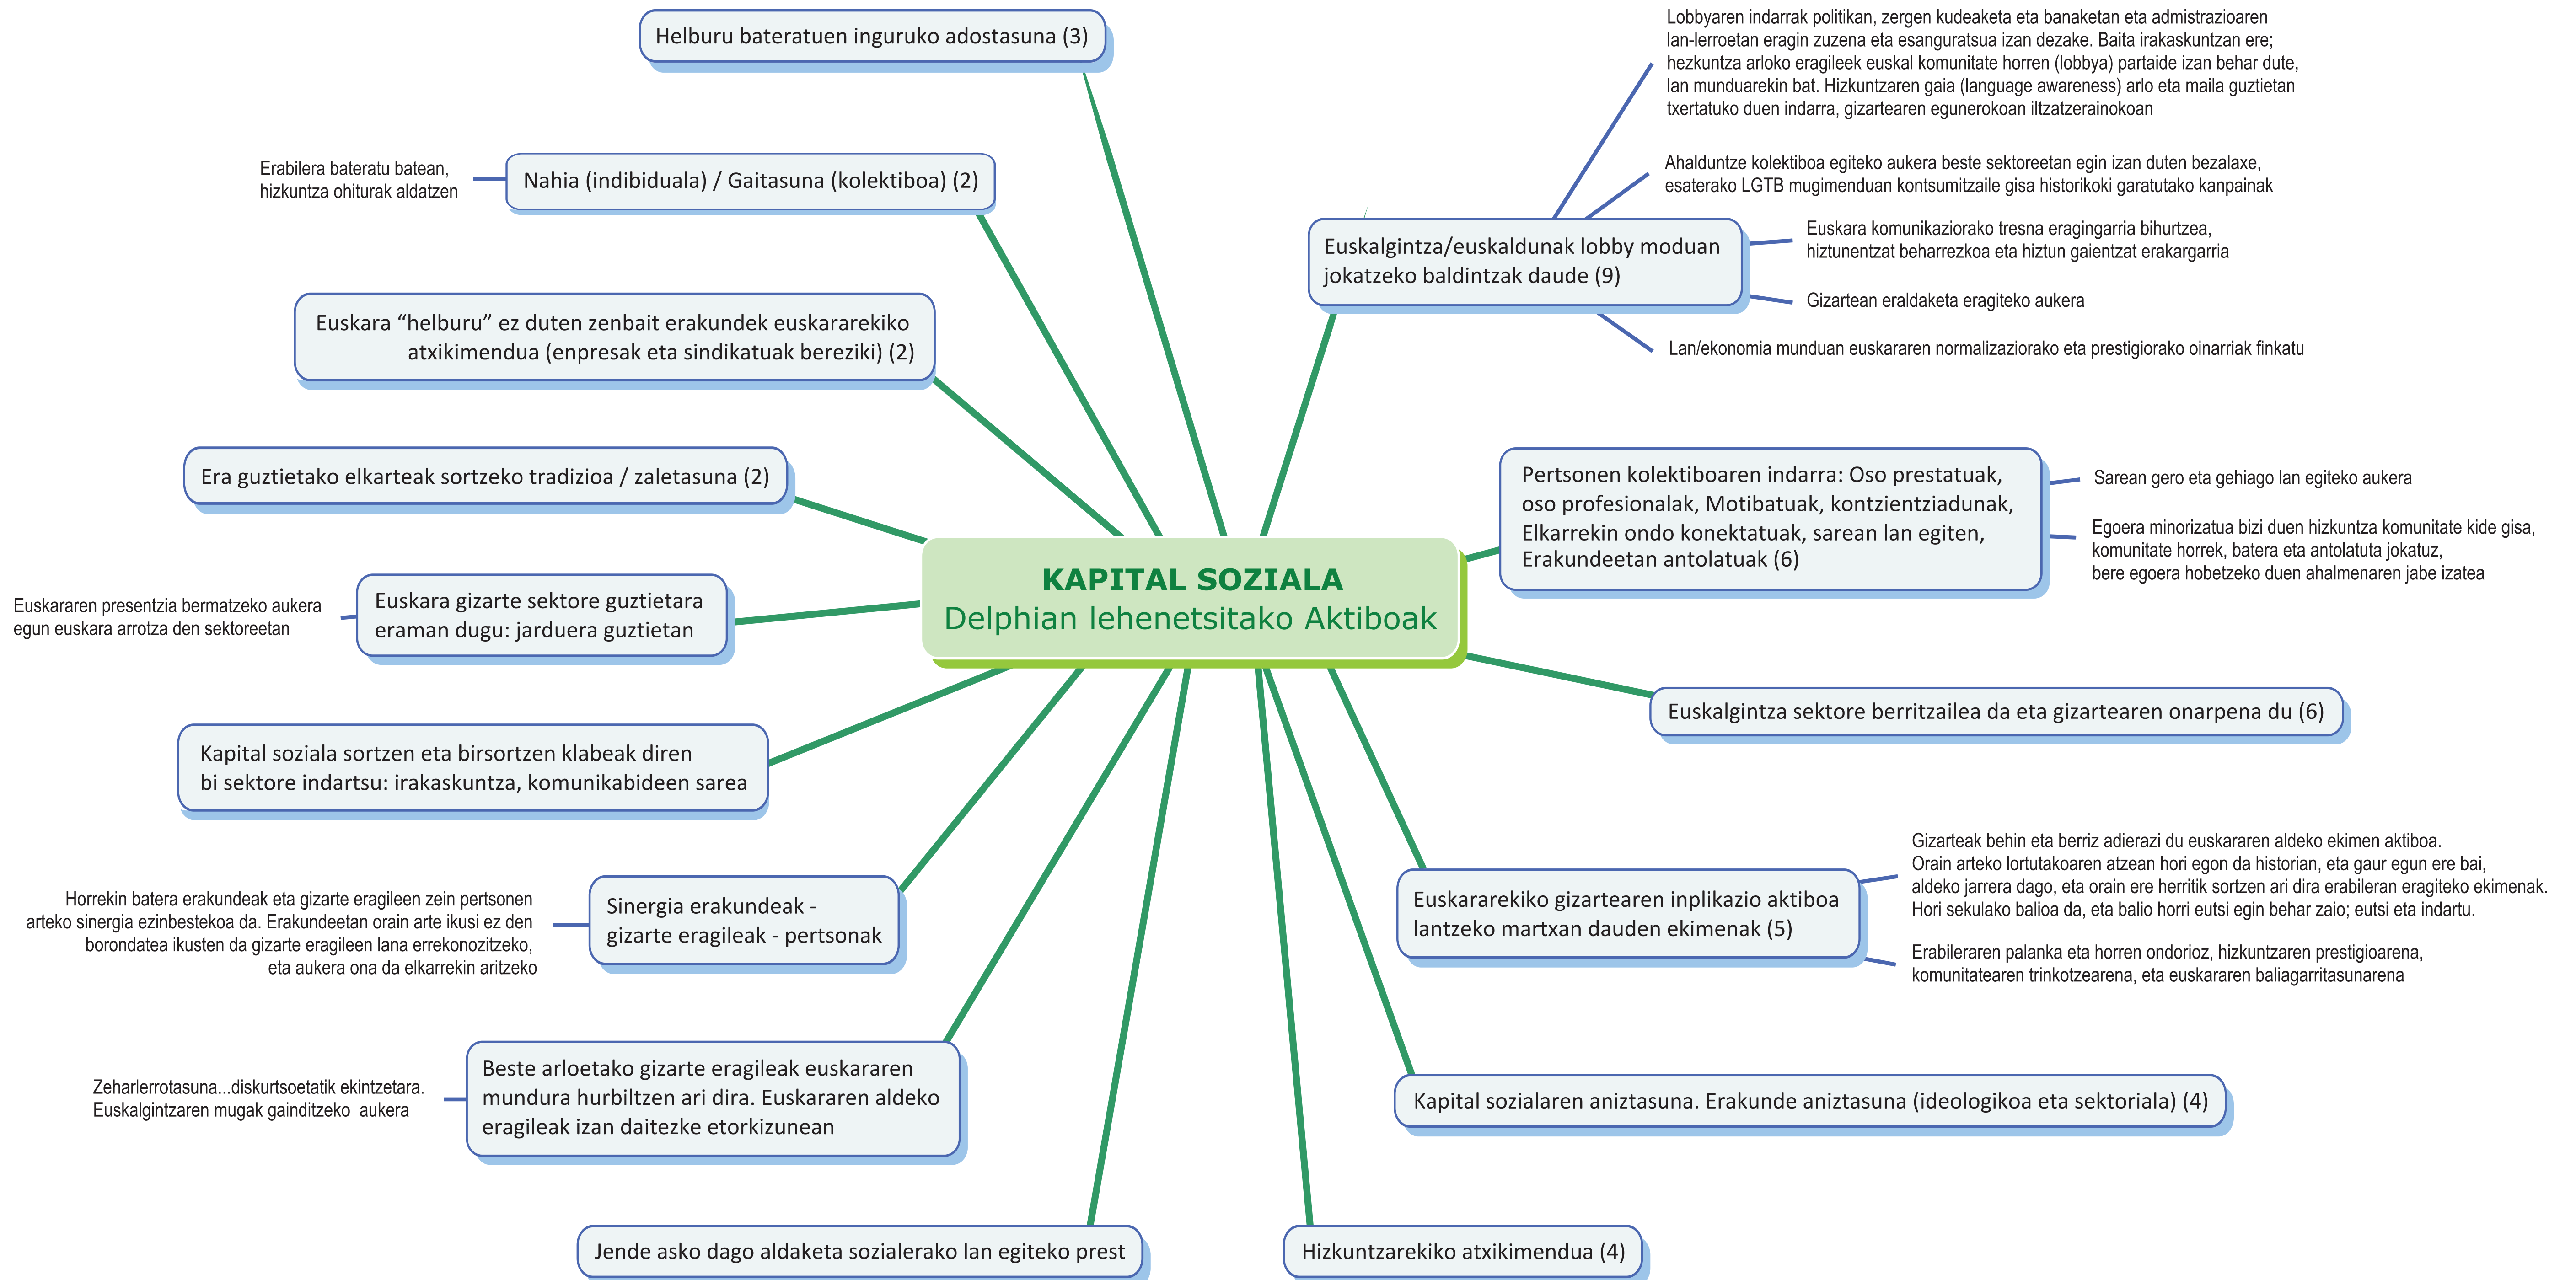 KAPITAL SOZIALA
Delphian lehenetsitako Aktiboak
Euskalgintza/euskaldunak lobby moduan
jokatzeko baldintzak daude (9)
Lobbyaren indarrak politikan, zergen kudeaketa eta banaketan eta admistrazioaren
lan-lerroetan eragin zuzena eta esanguratsua izan dezake. Baita irakaskuntzan ere;
hezkuntza arloko eragileek euskal komunitate horren (lobbya) partaide izan behar dute,
lan munduarekin bat. Hizkuntzaren gaia (language awareness) arlo eta maila guztietan
txertatuko duen indarra, gizartearen egunerokoan iltzatzerainokoan
Ahalduntze kolektiboa egiteko aukera beste sektoreetan egin izan duten bezalaxe,
esaterako LGTB mugimenduan kontsumitzaile gisa historikoki garatutako kanpainak
Euskara komunikaziorako tresna eragingarria bihurtzea,
hiztunentzat beharrezkoa eta hiztun gaientzat erakargarria
Gizartean eraldaketa eragiteko aukera
Lan/ekonomia munduan euskararen normalizaziorako eta prestigiorako oinarriak finkatu
Pertsonen kolektiboaren indarra: Oso prestatuak,
oso profesionalak, Motibatuak, kontzientziadunak,
Elkarrekin ondo konektatuak, sarean lan egiten,
Erakundeetan antolatuak (6)
Sarean gero eta gehiago lan egiteko aukera
Egoera minorizatua bizi duen hizkuntza komunitate kide gisa,
komunitate horrek, batera eta antolatuta jokatuz,
bere egoera hobetzeko duen ahalmenaren jabe izatea
Euskalgintza sektore berritzailea da eta gizartearen onarpena du (6)
Euskararekiko gizartearen inplikazio aktiboa
lantzeko martxan dauden ekimenak (5)
Gizarteak behin eta berriz adierazi du euskararen aldeko ekimen aktiboa.
Orain arteko lortutakoaren atzean hori egon da historian, eta gaur egun ere bai,
aldeko jarrera dago, eta orain ere herritik sortzen ari dira erabileran eragiteko ekimenak.
Hori sekulako balioa da, eta balio horri eutsi egin behar zaio; eutsi eta indartu.
Erabileraren palanka eta horren ondorioz, hizkuntzaren prestigioarena,
komunitatearen trinkotzearena, eta euskararen baliagarritasunarena
Kapital sozialaren aniztasuna. Erakunde aniztasuna (ideologikoa eta sektoriala) (4)
Hizkuntzarekiko atxikimendua (4)
Helburu bateratuen inguruko adostasuna (3)
Nahia (indibiduala) / Gaitasuna (kolektiboa) (2)
Erabilera bateratu batean,
hizkuntza ohiturak aldatzen
Euskara “helburu” ez duten zenbait erakundek euskararekiko
atxikimendua (enpresak eta sindikatuak bereziki) (2)
Era guztietako elkarteak sortzeko tradizioa / zaletasuna (2)
Euskara gizarte sektore guztietara
eraman dugu: jarduera guztietan
Euskararen presentzia bermatzeko aukera
egun euskara arrotza den sektoreetan
Kapital soziala sortzen eta birsortzen klabeak diren
bi sektore indartsu: irakaskuntza, komunikabideen sarea
Sinergia erakundeak -
gizarte eragileak - pertsonak
Horrekin batera erakundeak eta gizarte eragileen zein pertsonen
arteko sinergia ezinbestekoa da. Erakundeetan orain arte ikusi ez den
borondatea ikusten da gizarte eragileen lana errekonozitzeko,
eta aukera ona da elkarrekin aritzeko
Beste arloetako gizarte eragileak euskararen
mundura hurbiltzen ari dira. Euskararen aldeko
eragileak izan daitezke etorkizunean
Zeharlerrotasuna...diskurtsoetatik ekintzetara.
Euskalgintzaren mugak gainditzeko aukera
Jende asko dago aldaketa sozialerako lan egiteko prest